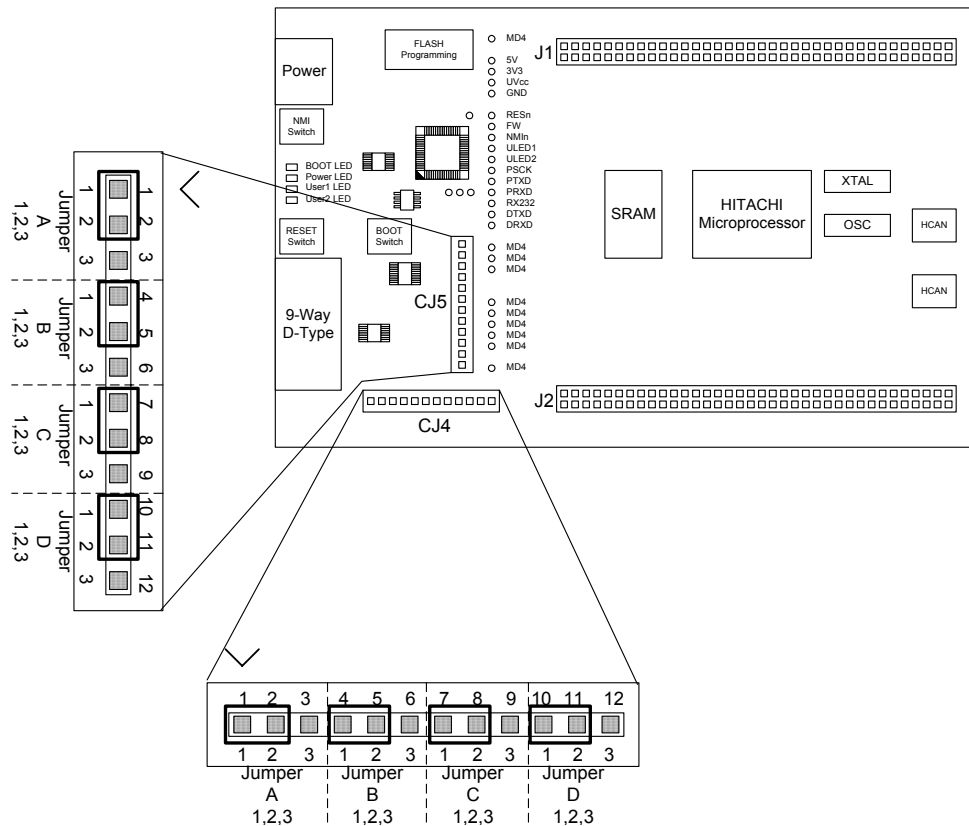 MD4
FLASH
Programming
J1
5V
3V3
UVcc
GND
Power
NMI
Switch
RESn
FW
NMIn
ULED1
ULED2
PSCK
PTXD
PRXD
RX232
DTXD
DRXD
BOOT LED
Power LED
User1 LED
User2 LED
RESET
Switch
BOOT
Switch
SRAM
HITACHI
Microprocessor
XTAL
OSC
HCAN
HCAN
MD4
MD4
MD4
CJ5
9-Way
D-Type
MD4
MD4
MD4
MD4
MD4
MD4
J2
CJ4
1 2 3 4 5 6 7 8 9 10 11 12
1 2 3 1 2 3 1 2 3 1 2 3
Jumper
A
1,2,3
Jumper
B
1,2,3
Jumper
C
1,2,3
Jumper
D
1,2,3
1 2 3 4 5 6 7 8 9 10 11 12
1 2 3 1 2 3 1 2 3 1 2 3
Jumper Jumper Jumper Jumper
A B C D
1,2,3 1,2,3 1,2,3 1,2,3